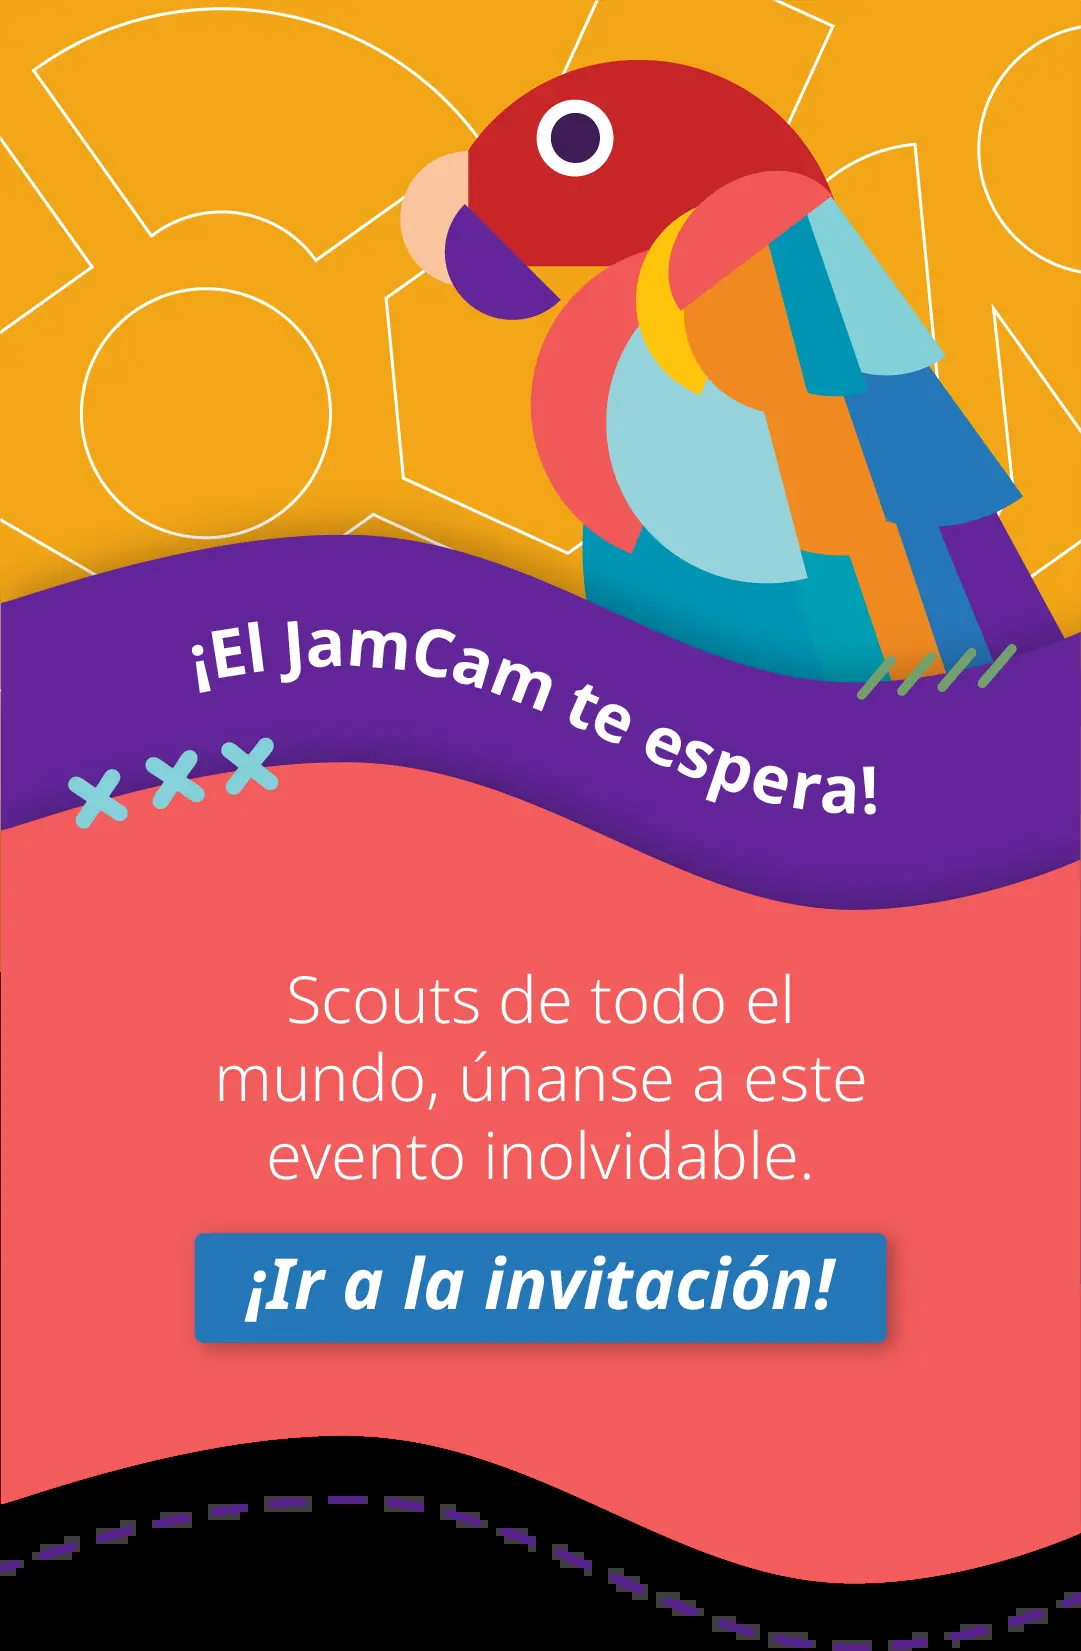 ¡El JamCam te espera!
Scouts de todo el
mundo, únanse a este
evento inolvidable.
¡Ir a la invitación!